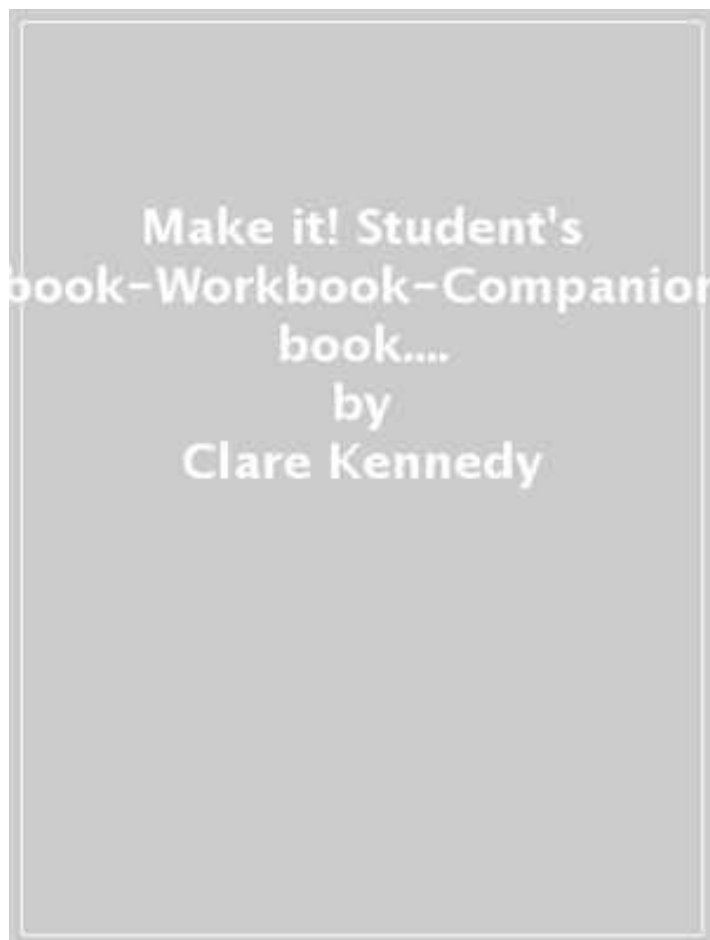 Make it! Student's
book-Workbook-Companion
book....
by
Clare Kennedy